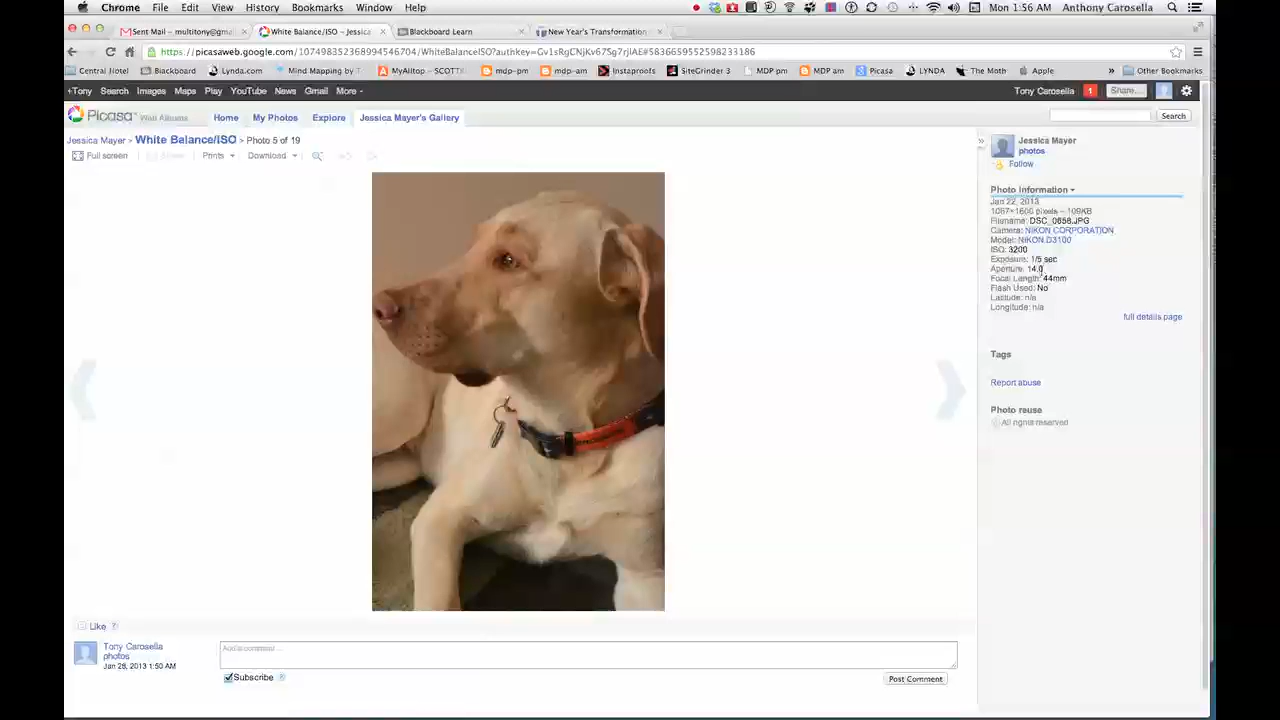 Chrome File Edit View History Bookmarks Window Help Mon 1:56 AM Anthony Carosella
Sent Mail – multitony@gmail White Balance/ISO – Jessica Blackboard Learn New Year's Transformation
https://picasaweb.google.com/
Central Hotel Blackboard Lynda.com Mind Mapping by T MyAlltop – SCOTT mdp-pm mdp-am Instaproofs SiteGrinder 3 MDP pm MDP am Picasa LYNDA The Moth Apple » Other Bookmarks
+Tony Search Images Maps Play YouTube News Gmail More Tony Carosella 1 Share…
Picasa Web Albums Home My Photos Explore Jessica Mayer's Gallery Search
Jessica Mayer > White Balance/ISO > Photo 5 of 19
Full screen Prints Download
Jessica Mayer
photos
Follow
Photo information
Jan 22, 2013
1067×1600 pixels – 109KB
Filename: DSC_0658.JPG
Camera: NIKON CORPORATION
Model: NIKON D3100
ISO: 3200
Exposure: 1/5 sec
Aperture: 14.0
Focal Length: 44mm
Flash Used: No
Latitude: n/a
Longitude: n/a
full details page
Tags
Report abuse
Photo reuse
All rights reserved
Like ?
Tony Carosella
photos
Jan 28, 2013 1:50 AM
Add a comment...
Subscribe ?
Post Comment